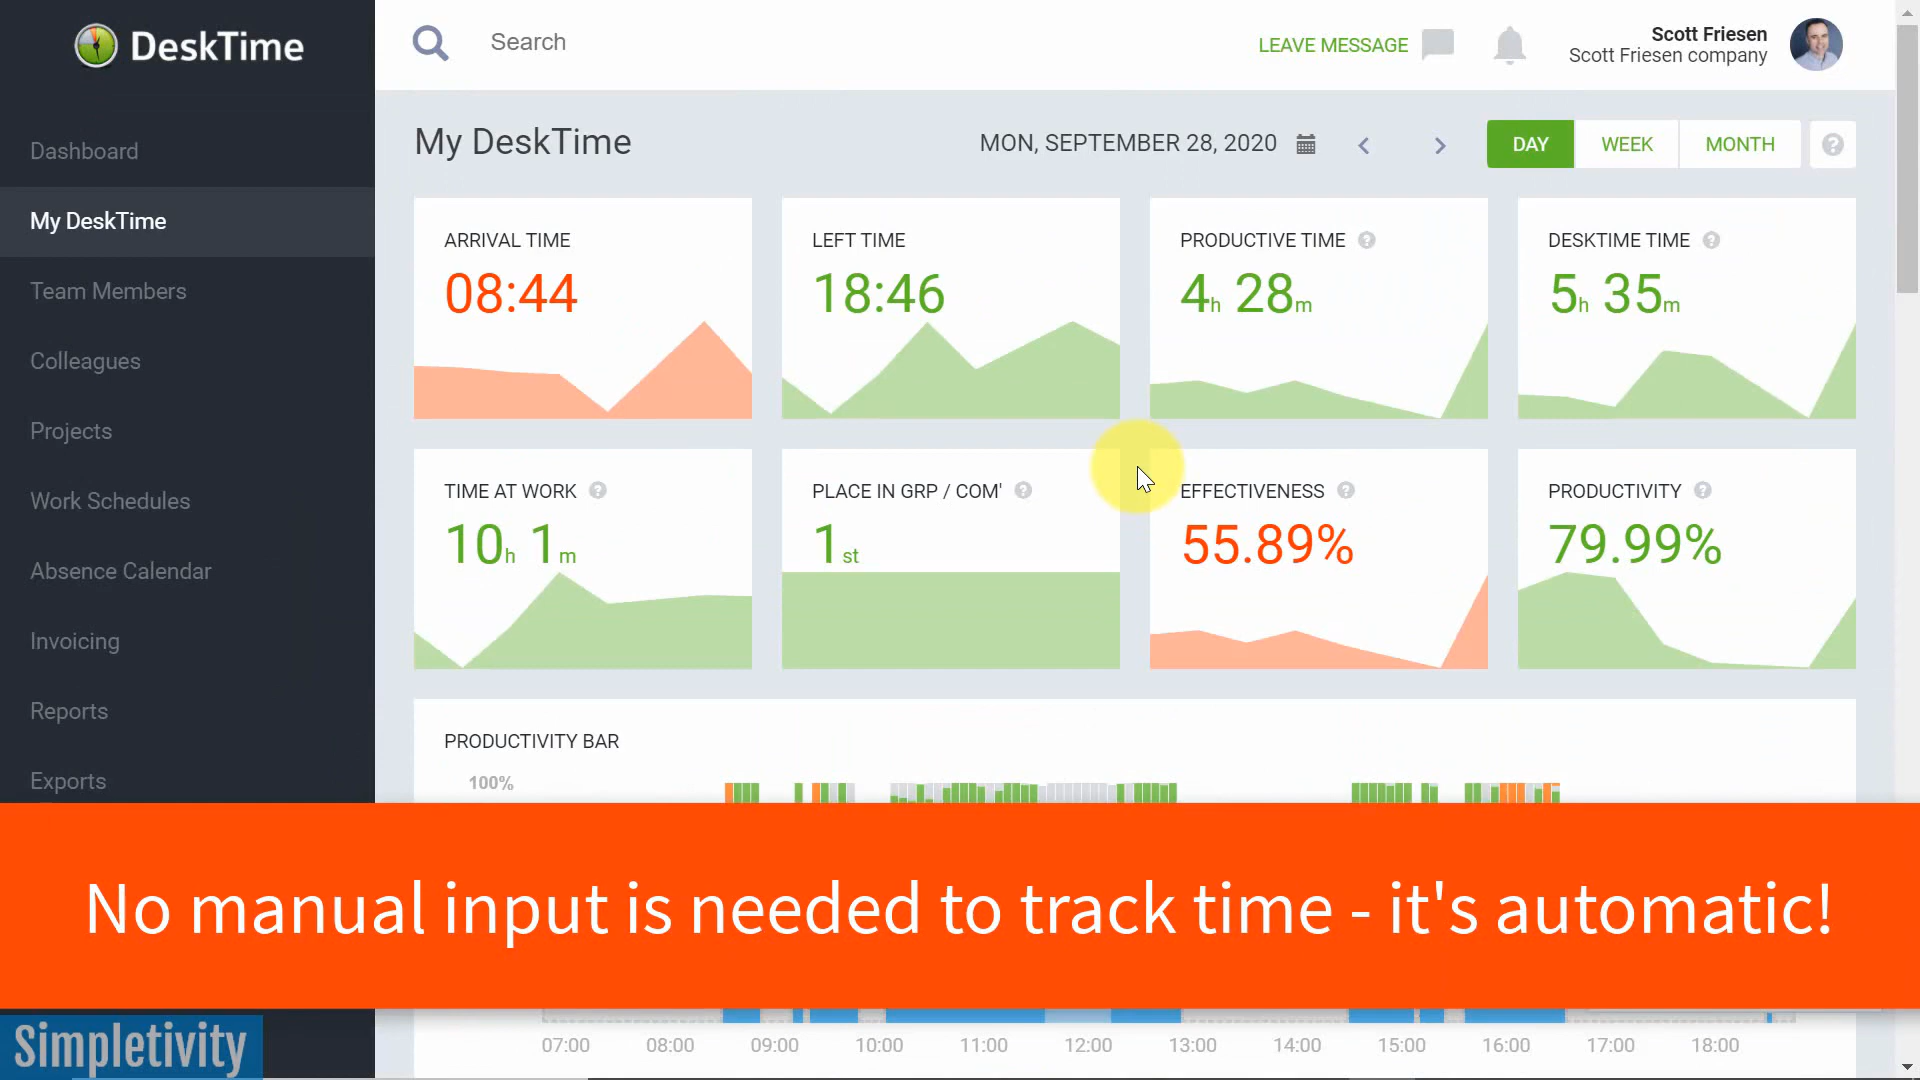 DeskTime
Search
LEAVE MESSAGE
Scott Friesen
Scott Friesen company
Dashboard
My DeskTime
Team Members
Colleagues
Projects
Work Schedules
Absence Calendar
Invoicing
Reports
Exports
My DeskTime
MON, SEPTEMBER 28, 2020
DAY
WEEK
MONTH
?
ARRIVAL TIME
08:44
LEFT TIME
18:46
PRODUCTIVE TIME ?
4h 28m
DESKTIME TIME ?
5h 35m
TIME AT WORK ?
10h 1m
PLACE IN GRP / COM' ?
1st
EFFECTIVENESS ?
55.89%
PRODUCTIVITY ?
79.99%
PRODUCTIVITY BAR
100%
No manual input is needed to track time - it's automatic!
07:00 08:00 09:00 10:00 11:00 12:00 13:00 14:00 15:00 16:00 17:00 18:00
Simpletivity